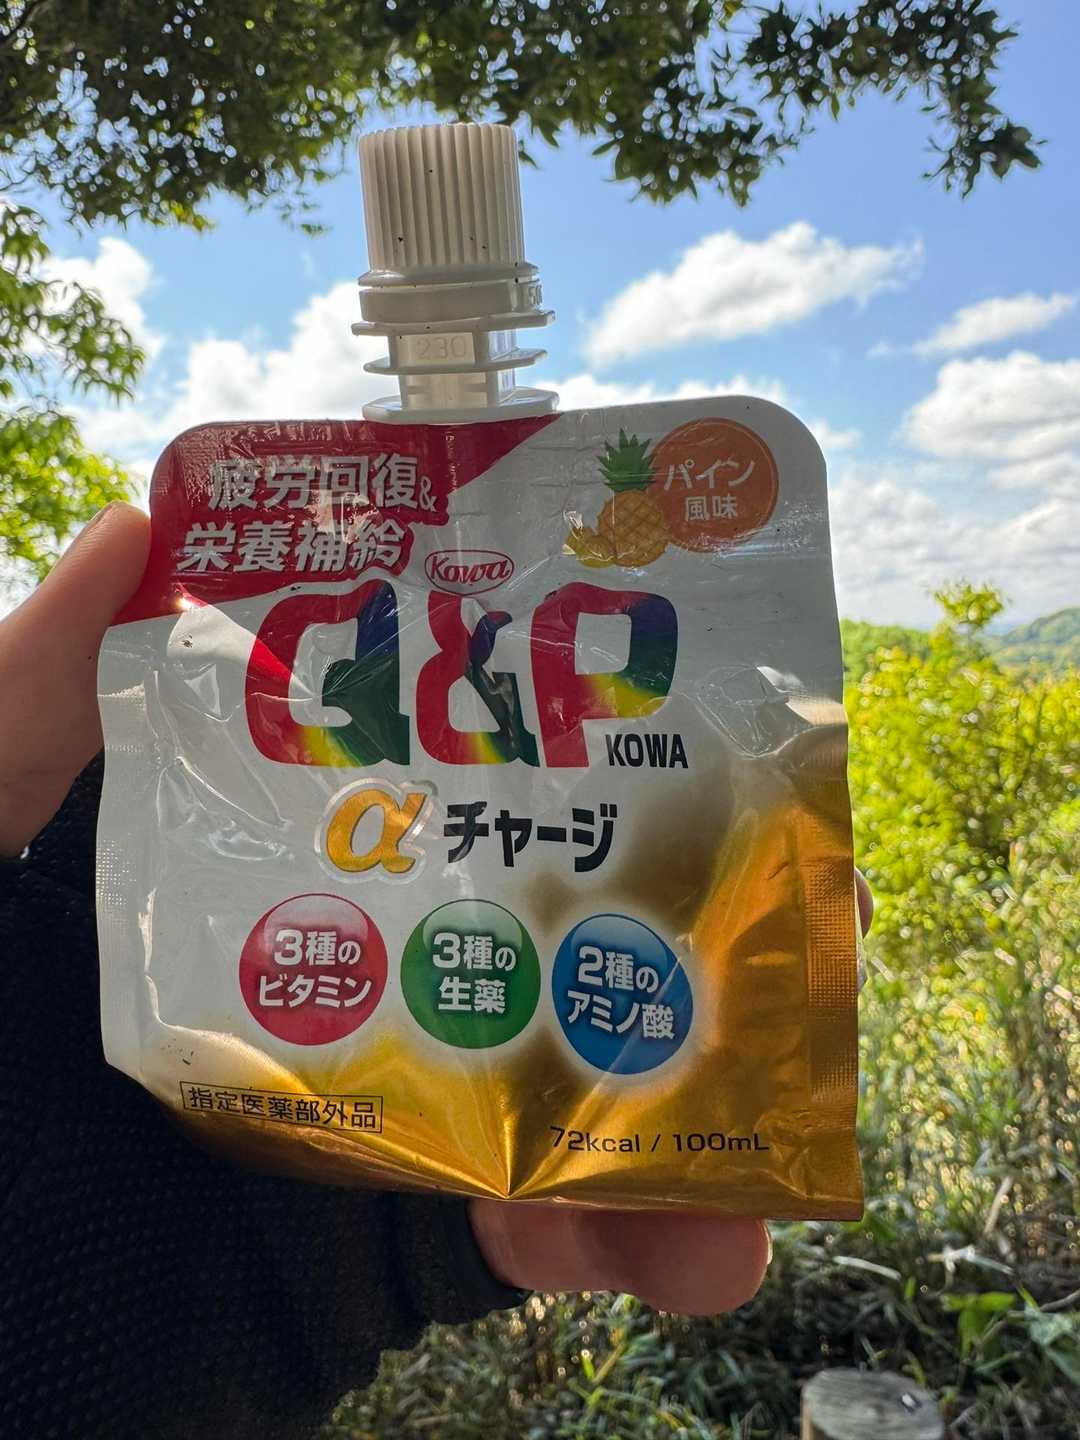 疲労回復&
栄養補給
パイン
風味
Kowa
Q&P
KOWA
αチャージ
3種の
ビタミン
3種の
生薬
2種の
アミノ酸
指定医薬部外品
72kcal / 100mL
230